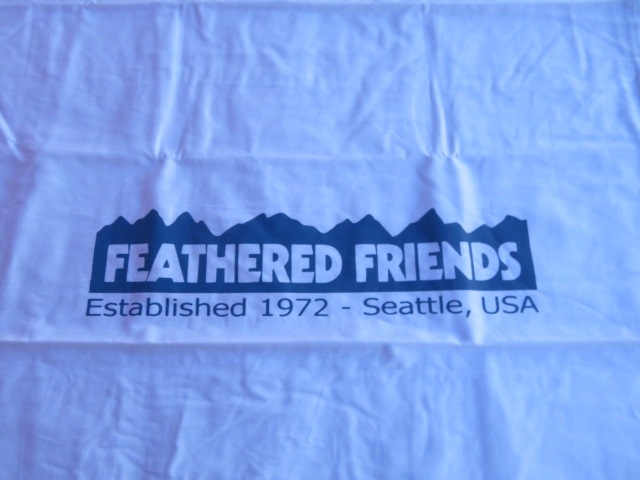 FEATHERED FRIENDS
Established 1972 - Seattle, USA